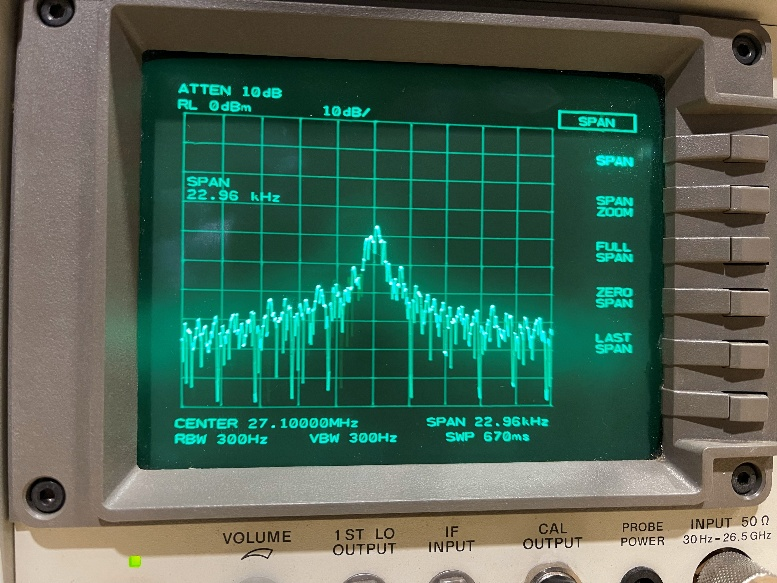 ATTEN 10dB
RL 0dBm 10dB/
SPAN
SPAN
22.96 kHz
SPAN
SPAN
ZOOM
FULL
SPAN
ZERO
SPAN
LAST
SPAN
CENTER 27.10000MHz SPAN 22.96kHz
RBW 300Hz VBW 300Hz SWP 670ms
VOLUME
1ST LO
OUTPUT
IF
INPUT
CAL
OUTPUT
PROBE
POWER
INPUT 50 Ω
30 Hz - 26.5 GHz